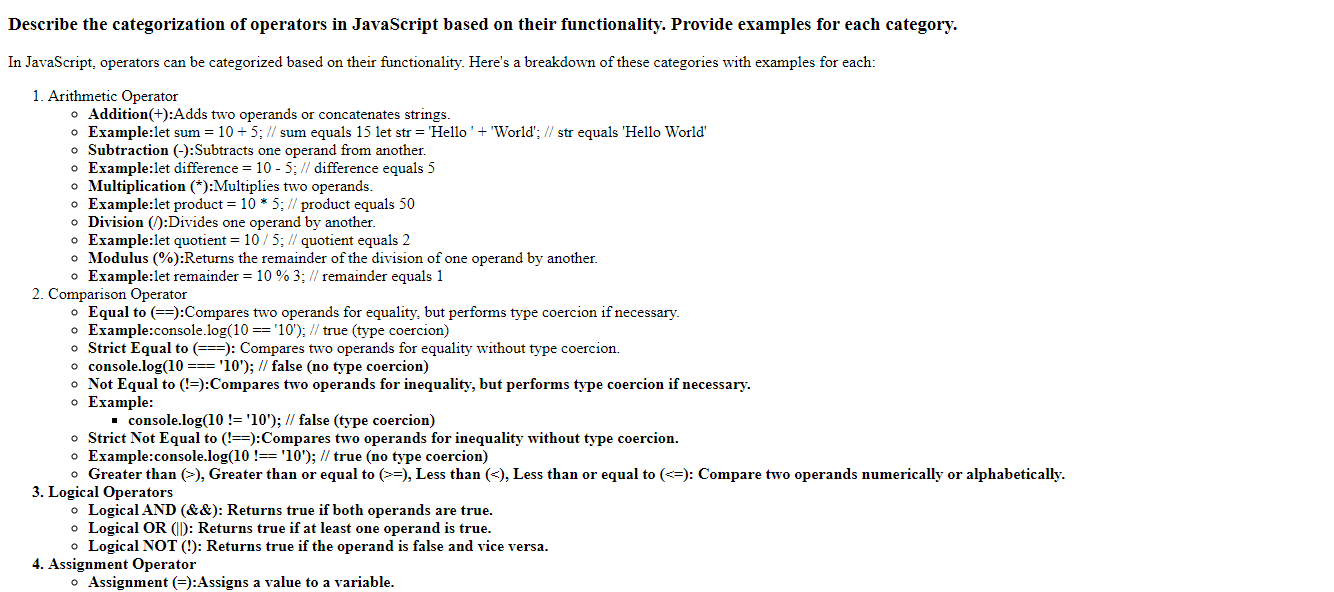 Describe the categorization of operators in JavaScript based on their functionality. Provide examples for each category.
In JavaScript, operators can be categorized based on their functionality. Here's a breakdown of these categories with examples for each:
1. Arithmetic Operator
Addition(+):Adds two operands or concatenates strings.
Example:let sum = 10 + 5; // sum equals 15 let str = 'Hello ' + 'World'; // str equals 'Hello World'
Subtraction (-):Subtracts one operand from another.
Example:let difference = 10 - 5; // difference equals 5
Multiplication (*):Multiplies two operands.
Example:let product = 10 * 5; // product equals 50
Division (/):Divides one operand by another.
Example:let quotient = 10 / 5; // quotient equals 2
Modulus (%):Returns the remainder of the division of one operand by another.
Example:let remainder = 10 % 3; // remainder equals 1
2. Comparison Operator
Equal to (==):Compares two operands for equality, but performs type coercion if necessary.
Example:console.log(10 == '10'); // true (type coercion)
Strict Equal to (===): Compares two operands for equality without type coercion.
console.log(10 === '10'); // false (no type coercion)
Not Equal to (!=):Compares two operands for inequality, but performs type coercion if necessary.
Example:
console.log(10 != '10'); // false (type coercion)
Strict Not Equal to (!==):Compares two operands for inequality without type coercion.
Example:console.log(10 !== '10'); // true (no type coercion)
Greater than (>), Greater than or equal to (>=), Less than (<), Less than or equal to (<=): Compare two operands numerically or alphabetically.
3. Logical Operators
Logical AND (&&): Returns true if both operands are true.
Logical OR (||): Returns true if at least one operand is true.
Logical NOT (!): Returns true if the operand is false and vice versa.
4. Assignment Operator
Assignment (=):Assigns a value to a variable.